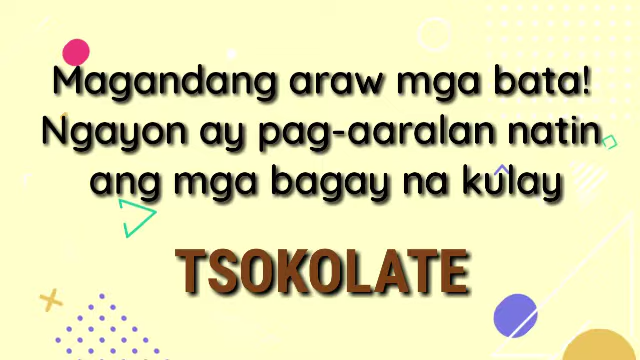 Magandang araw mga bata!
Ngayon ay pag-aaralan natin
ang mga bagay na kulay
TSOKOLATE